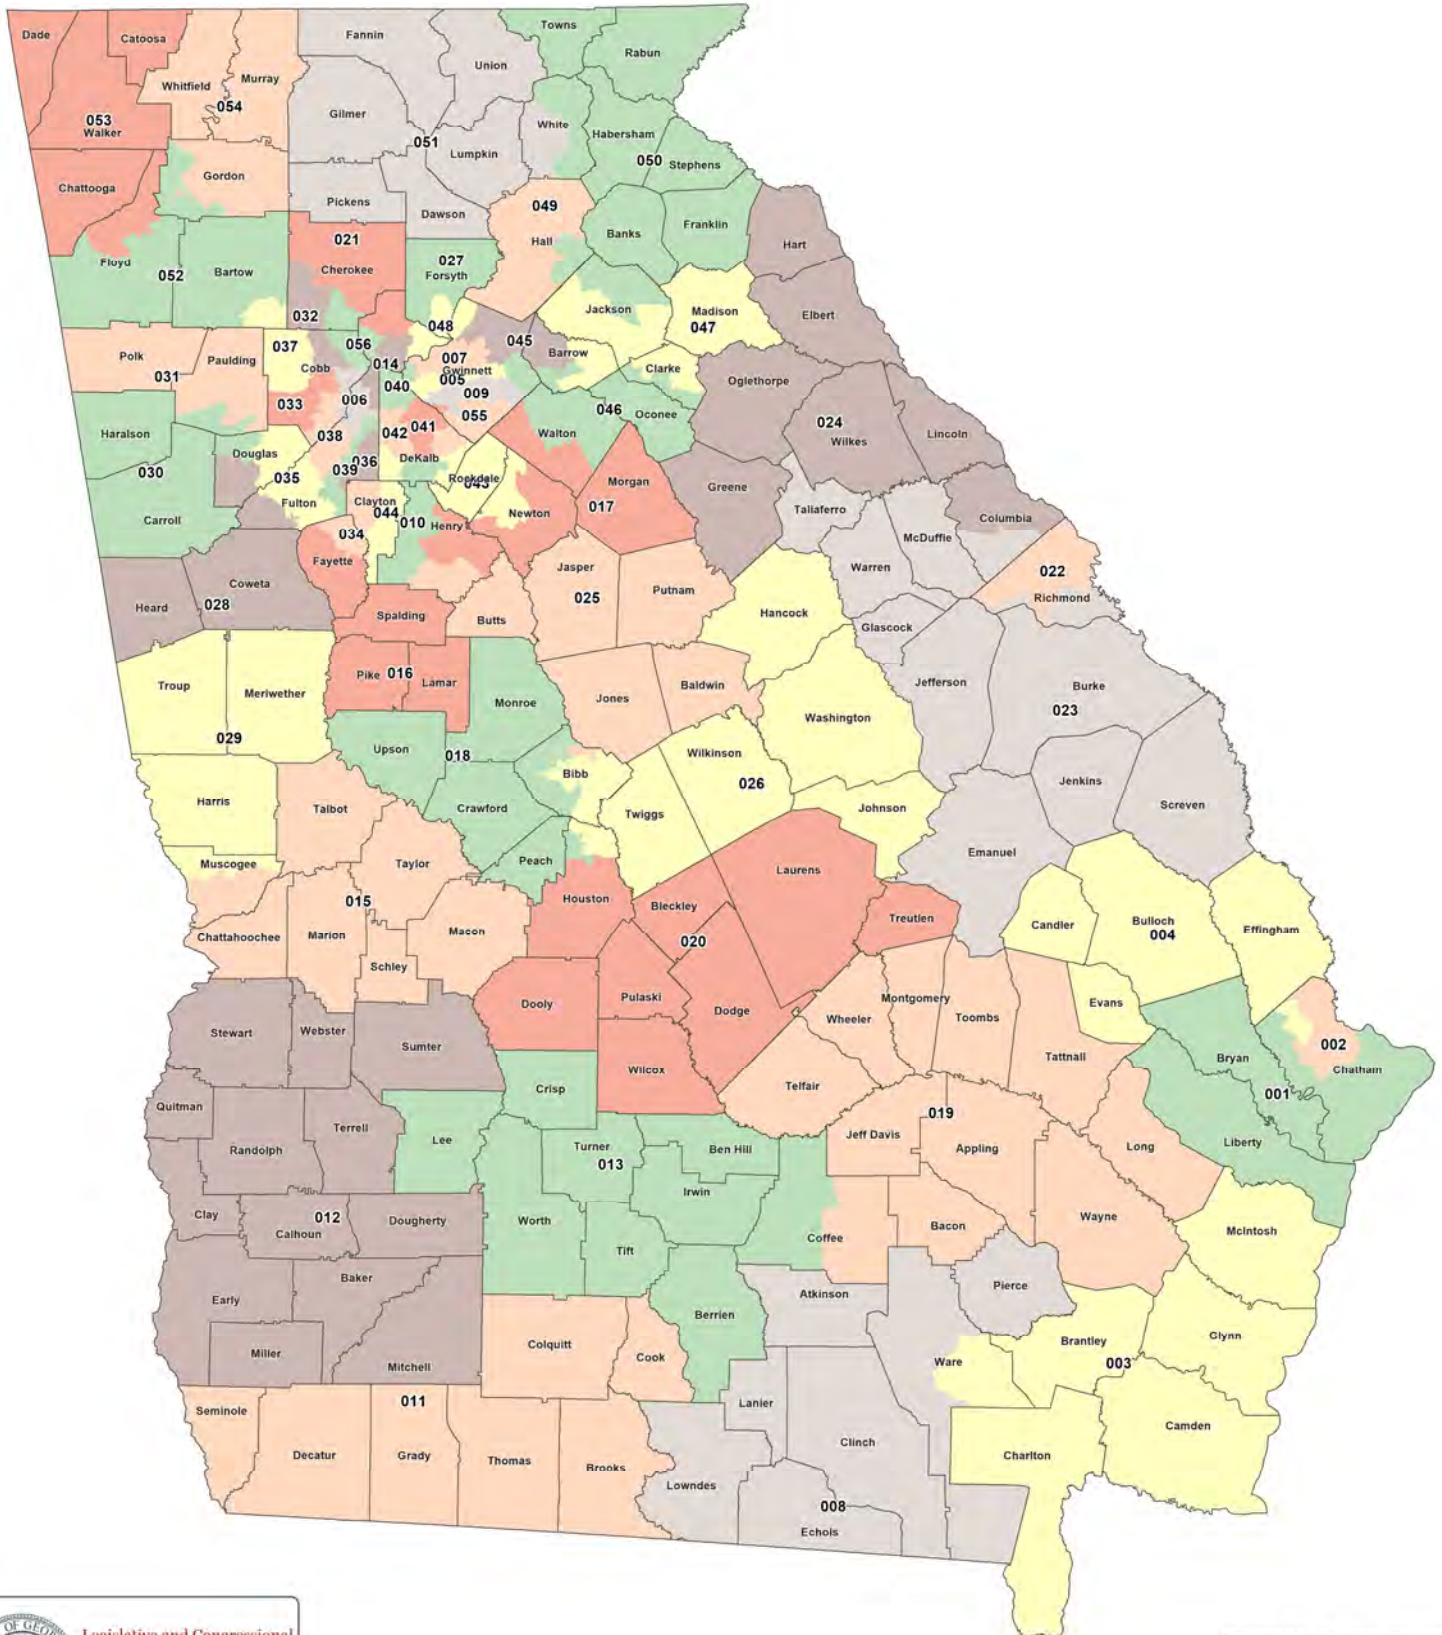 Dade
Catoosa
Fannin
Towns
Rabun
Union
Whitfield
Murray
054
053
Walker
Gilmer
White
Habersham
051
Lumpkin
050
Stephens
Chattooga
Gordon
Pickens
Dawson
049
Hall
Banks
Franklin
Hart
021
Cherokee
027
Forsyth
Floyd
052
Bartow
032
048
Jackson
Madison
047
Elbert
037
056
045
Barrow
Polk
031
Paulding
Cobb
014
007
Gwinnett
005
Clarke
Oglethorpe
040
009
006
033
055
046
Oconee
024
Wilkes
Lincoln
Haralson
038
042
041
Walton
030
Douglas
035
039
036
DeKalb
Rockdale
043
Morgan
017
Greene
Carroll
Fulton
Clayton
044
010
Henry
Newton
Taliaferro
Columbia
034
Fayette
McDuffie
Warren
022
Richmond
Heard
028
Coweta
Spalding
Butts
Jasper
025
Putnam
Hancock
Glascock
Troup
Meriwether
Pike
016
Lamar
Monroe
Jones
Baldwin
Washington
Jefferson
Burke
023
029
Upson
018
Bibb
Wilkinson
026
Jenkins
Screven
Harris
Talbot
Crawford
Twiggs
Johnson
Muscogee
Taylor
Peach
Laurens
Emanuel
015
Houston
Bleckley
Treutlen
Candler
Bulloch
004
Effingham
Chattahoochee
Marion
Macon
020
Schley
Dooly
Pulaski
Dodge
Wheeler
Montgomery
Toombs
Evans
Stewart
Webster
Sumter
Tattnall
002
Chatham
Bryan
001
Quitman
Crisp
Wilcox
Telfair
Randolph
Terrell
Lee
Turner
013
Ben Hill
Jeff Davis
019
Appling
Long
Liberty
Clay
Calhoun
012
Dougherty
Worth
Irwin
Tift
Coffee
Bacon
Wayne
McIntosh
Early
Baker
Berrien
Atkinson
Pierce
Miller
Mitchell
Colquitt
Cook
Ware
Brantley
003
Glynn
Seminole
011
Lanier
Decatur
Grady
Thomas
Brooks
Clinch
Charlton
Camden
Lowndes
008
Echols
OF GEOR
Legislative and Congressional